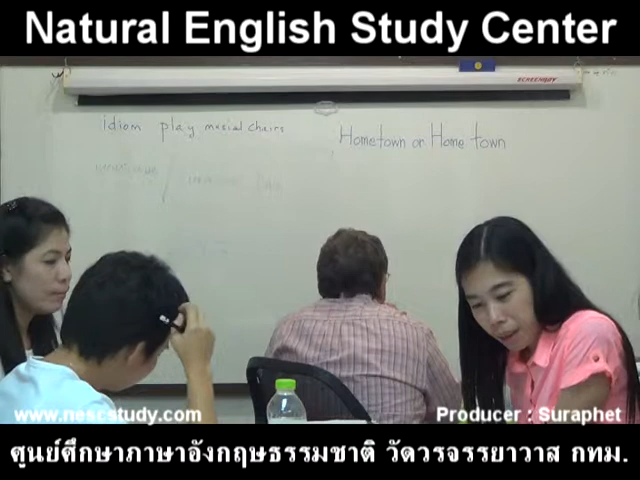 Natural English Study Center
idiom play musical chairs
Hometown or Home town
www.nescstudy.com
Producer : Suraphet
ศูนย์ศึกษาภาษาอังกฤษธรรมชาติ วัดวรจรรยาวาส กทม.